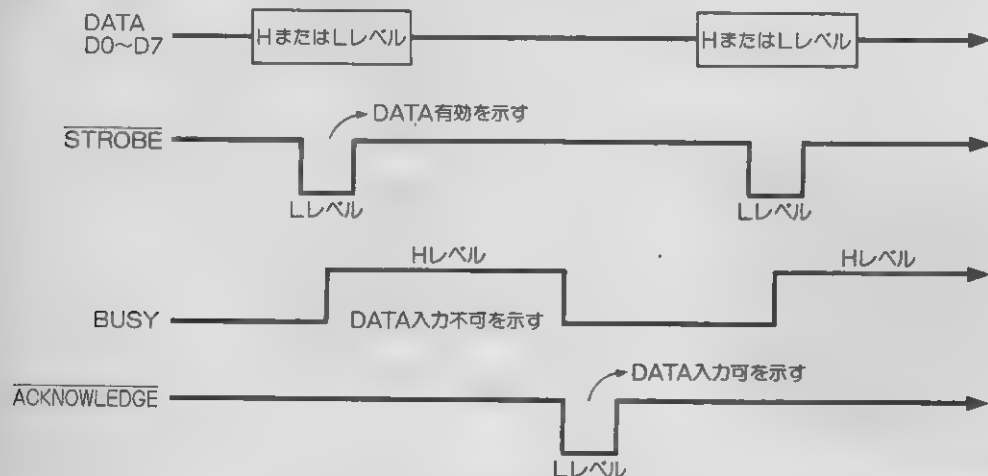 DATA
D0〜D7
HまたはLレベル
HまたはLレベル
DATA有効を示す
STROBE
Lレベル
Lレベル
Hレベル
Hレベル
BUSY
DATA入力不可を示す
DATA入力可を示す
ACKNOWLEDGE
Lレベル